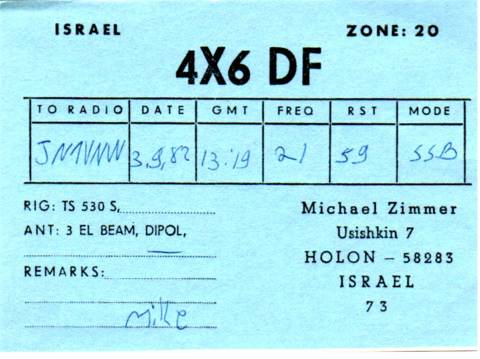 ISRAEL ZONE: 20
4X6 DF
TO RADIO DATE GMT FREQ RST MODE
3.9.82 13:19 21 59 SSB
RIG: TS 530 S,
ANT: 3 EL BEAM, DIPOL,
REMARKS:
Mike
Michael Zimmer
Usishkin 7
HOLON – 58283
ISRAEL
73